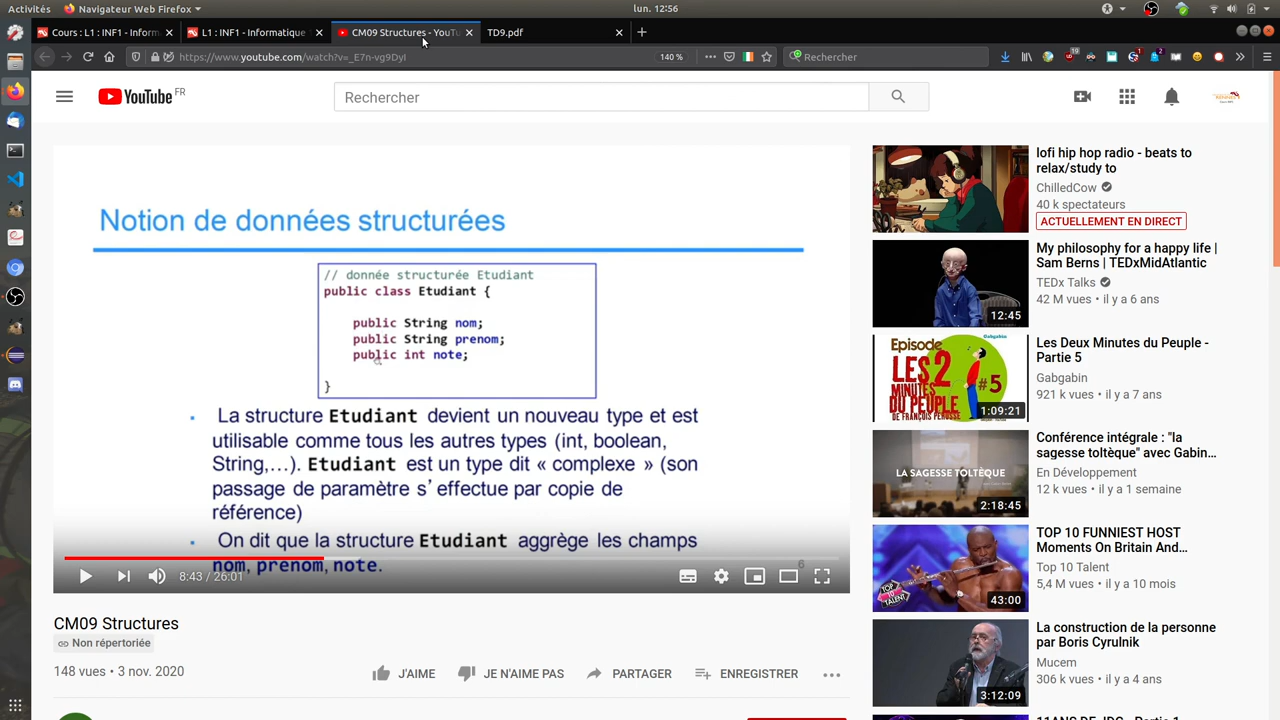 Activités
Navigateur Web Firefox
lun. 12:56
Cours : L1 : INF1 - Inform
L1 : INF1 - Informatique
CM09 Structures - YouTu
TD9.pdf
https://www.youtube.com/watch?v=_E7n-vg9DyI
140 %
Rechercher
YouTube FR
Rechercher
Notion de données structurées
// donnée structurée Etudiant
public class Etudiant {
public String nom;
public String prenom;
public int note;
}
La structure Etudiant devient un nouveau type et est
utilisable comme tous les autres types (int, boolean,
String,...). Etudiant est un type dit « complexe » (son
passage de paramètre s'effectue par copie de
référence)
On dit que la structure Etudiant aggrège les champs
nom, prenom, note.
6
8:43 / 26:01
CM09 Structures
Non répertoriée
148 vues • 3 nov. 2020
J'AIME
JE N'AIME PAS
PARTAGER
ENREGISTRER
lofi hip hop radio - beats to
relax/study to
ChilledCow
40 k spectateurs
ACTUELLEMENT EN DIRECT
12:45
My philosophy for a happy life |
Sam Berns | TEDxMidAtlantic
TEDx Talks
42 M vues • il y a 6 ans
Gabgabin
Episode
LES 2
MINUTES
DU PEUPLE
DE FRANÇOIS PÉRUSSE
#5
1:09:21
Les Deux Minutes du Peuple -
Partie 5
Gabgabin
921 k vues • il y a 7 ans
LA SAGESSE TOLTÈQUE
2:18:45
Conférence intégrale : "la
sagesse toltèque" avec Gabin...
En Développement
12 k vues • il y a 1 semaine
TOP 10
TALENT
43:00
TOP 10 FUNNIEST HOST
Moments On Britain And...
Top 10 Talent
5,4 M vues • il y a 10 mois
3:12:09
La construction de la personne
par Boris Cyrulnik
Mucem
306 k vues • il y a 4 ans